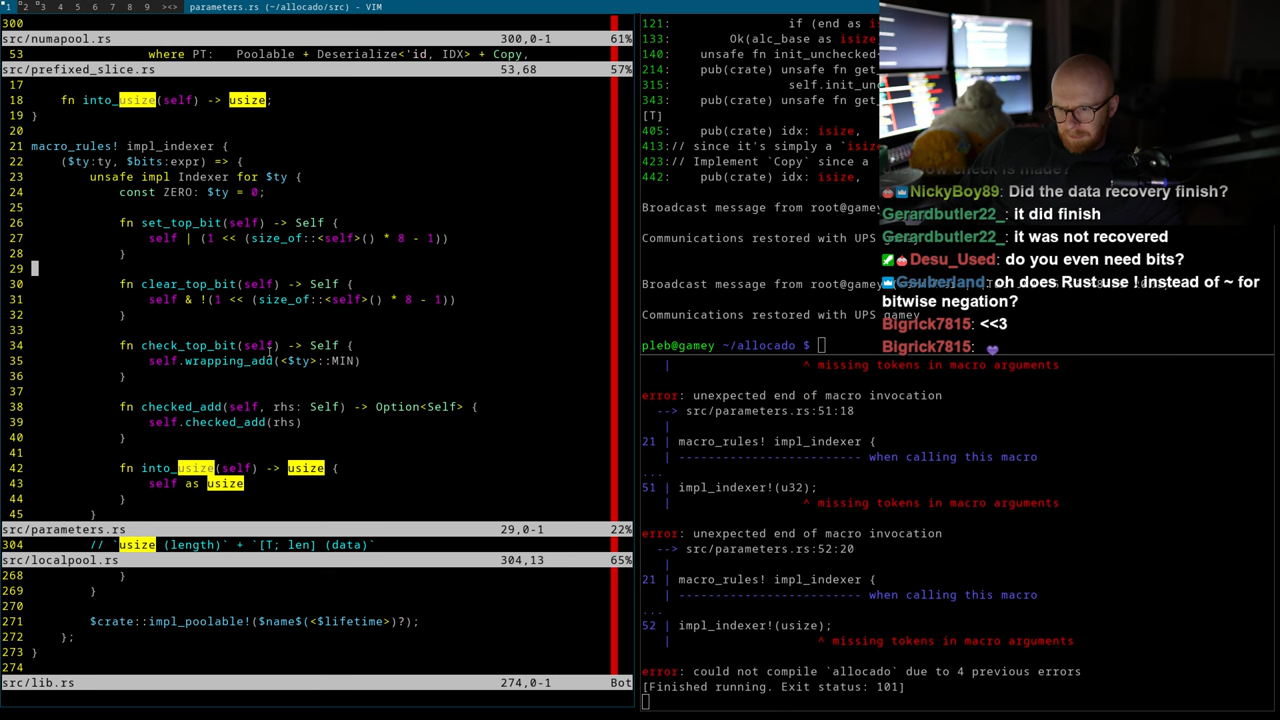 1 2 3 4 5 6 7 8 9 ><> parameters.rs (~/allocado/src) - VIM
300
src/numapool.rs 300,0-1 61%
53 where PT: Poolable + Deserialize<'id, IDX> + Copy,
src/prefixed_slice.rs 53,68 57%
17
18 fn into_usize(self) -> usize;
19 }
20
21 macro_rules! impl_indexer {
22 ($ty:ty, $bits:expr) => {
23 unsafe impl Indexer for $ty {
24 const ZERO: $ty = 0;
25
26 fn set_top_bit(self) -> Self {
27 self | (1 << (size_of::<self>() * 8 - 1))
28 }
29
30 fn clear_top_bit(self) -> Self {
31 self & !(1 << (size_of::<self>() * 8 - 1))
32 }
33
34 fn check_top_bit(self) -> Self {
35 self.wrapping_add(<$ty>::MIN)
36 }
37
38 fn checked_add(self, rhs: Self) -> Option<Self> {
39 self.checked_add(rhs)
40 }
41
42 fn into_usize(self) -> usize {
43 self as usize
44 }
45 }
src/parameters.rs 29,0-1 22%
304 // `usize (length)` + `[T; len] (data)`
src/localpool.rs 304,13 65%
268 }
269 }
270
271 $crate::impl_poolable!($name$(<$lifetime>)?);
272 };
273 }
274
src/lib.rs 274,0-1 Bot
121: if (end as i
133: Ok(alc_base as isize
140: unsafe fn init_unchecked
214: pub(crate) unsafe fn get_
315: self.init_unc
343: pub(crate) unsafe fn get_
[T]
405: pub(crate) idx: isize,
413:// since it's simply a `isiz
423:// Implement `Copy` since a
442: pub(crate) idx: isize,
Broadcast message from root@gamey
Communications restored with UPS gamey
Broadcast message from root@gamey
Communications restored with UPS gamey
pleb@gamey ~/allocado $
NickyBoy89: Did the data recovery finish?
Gerardbutler22_: it did finish
Gerardbutler22_: it was not recovered
Desu_Used: do you even need bits?
Geuberland: oh does Rust use ! instead of ~ for
bitwise negation?
Bigrick7815: <<3
Bigrick7815:
| ^ missing tokens in macro arguments
error: unexpected end of macro invocation
--> src/parameters.rs:51:18
|
21 | macro_rules! impl_indexer {
| ------------------------ when calling this macro
...
51 | impl_indexer!(u32);
| ^ missing tokens in macro arguments
error: unexpected end of macro invocation
--> src/parameters.rs:52:20
|
21 | macro_rules! impl_indexer {
| ------------------------ when calling this macro
...
52 | impl_indexer!(usize);
| ^ missing tokens in macro arguments
error: could not compile `allocado` due to 4 previous errors
[Finished running. Exit status: 101]